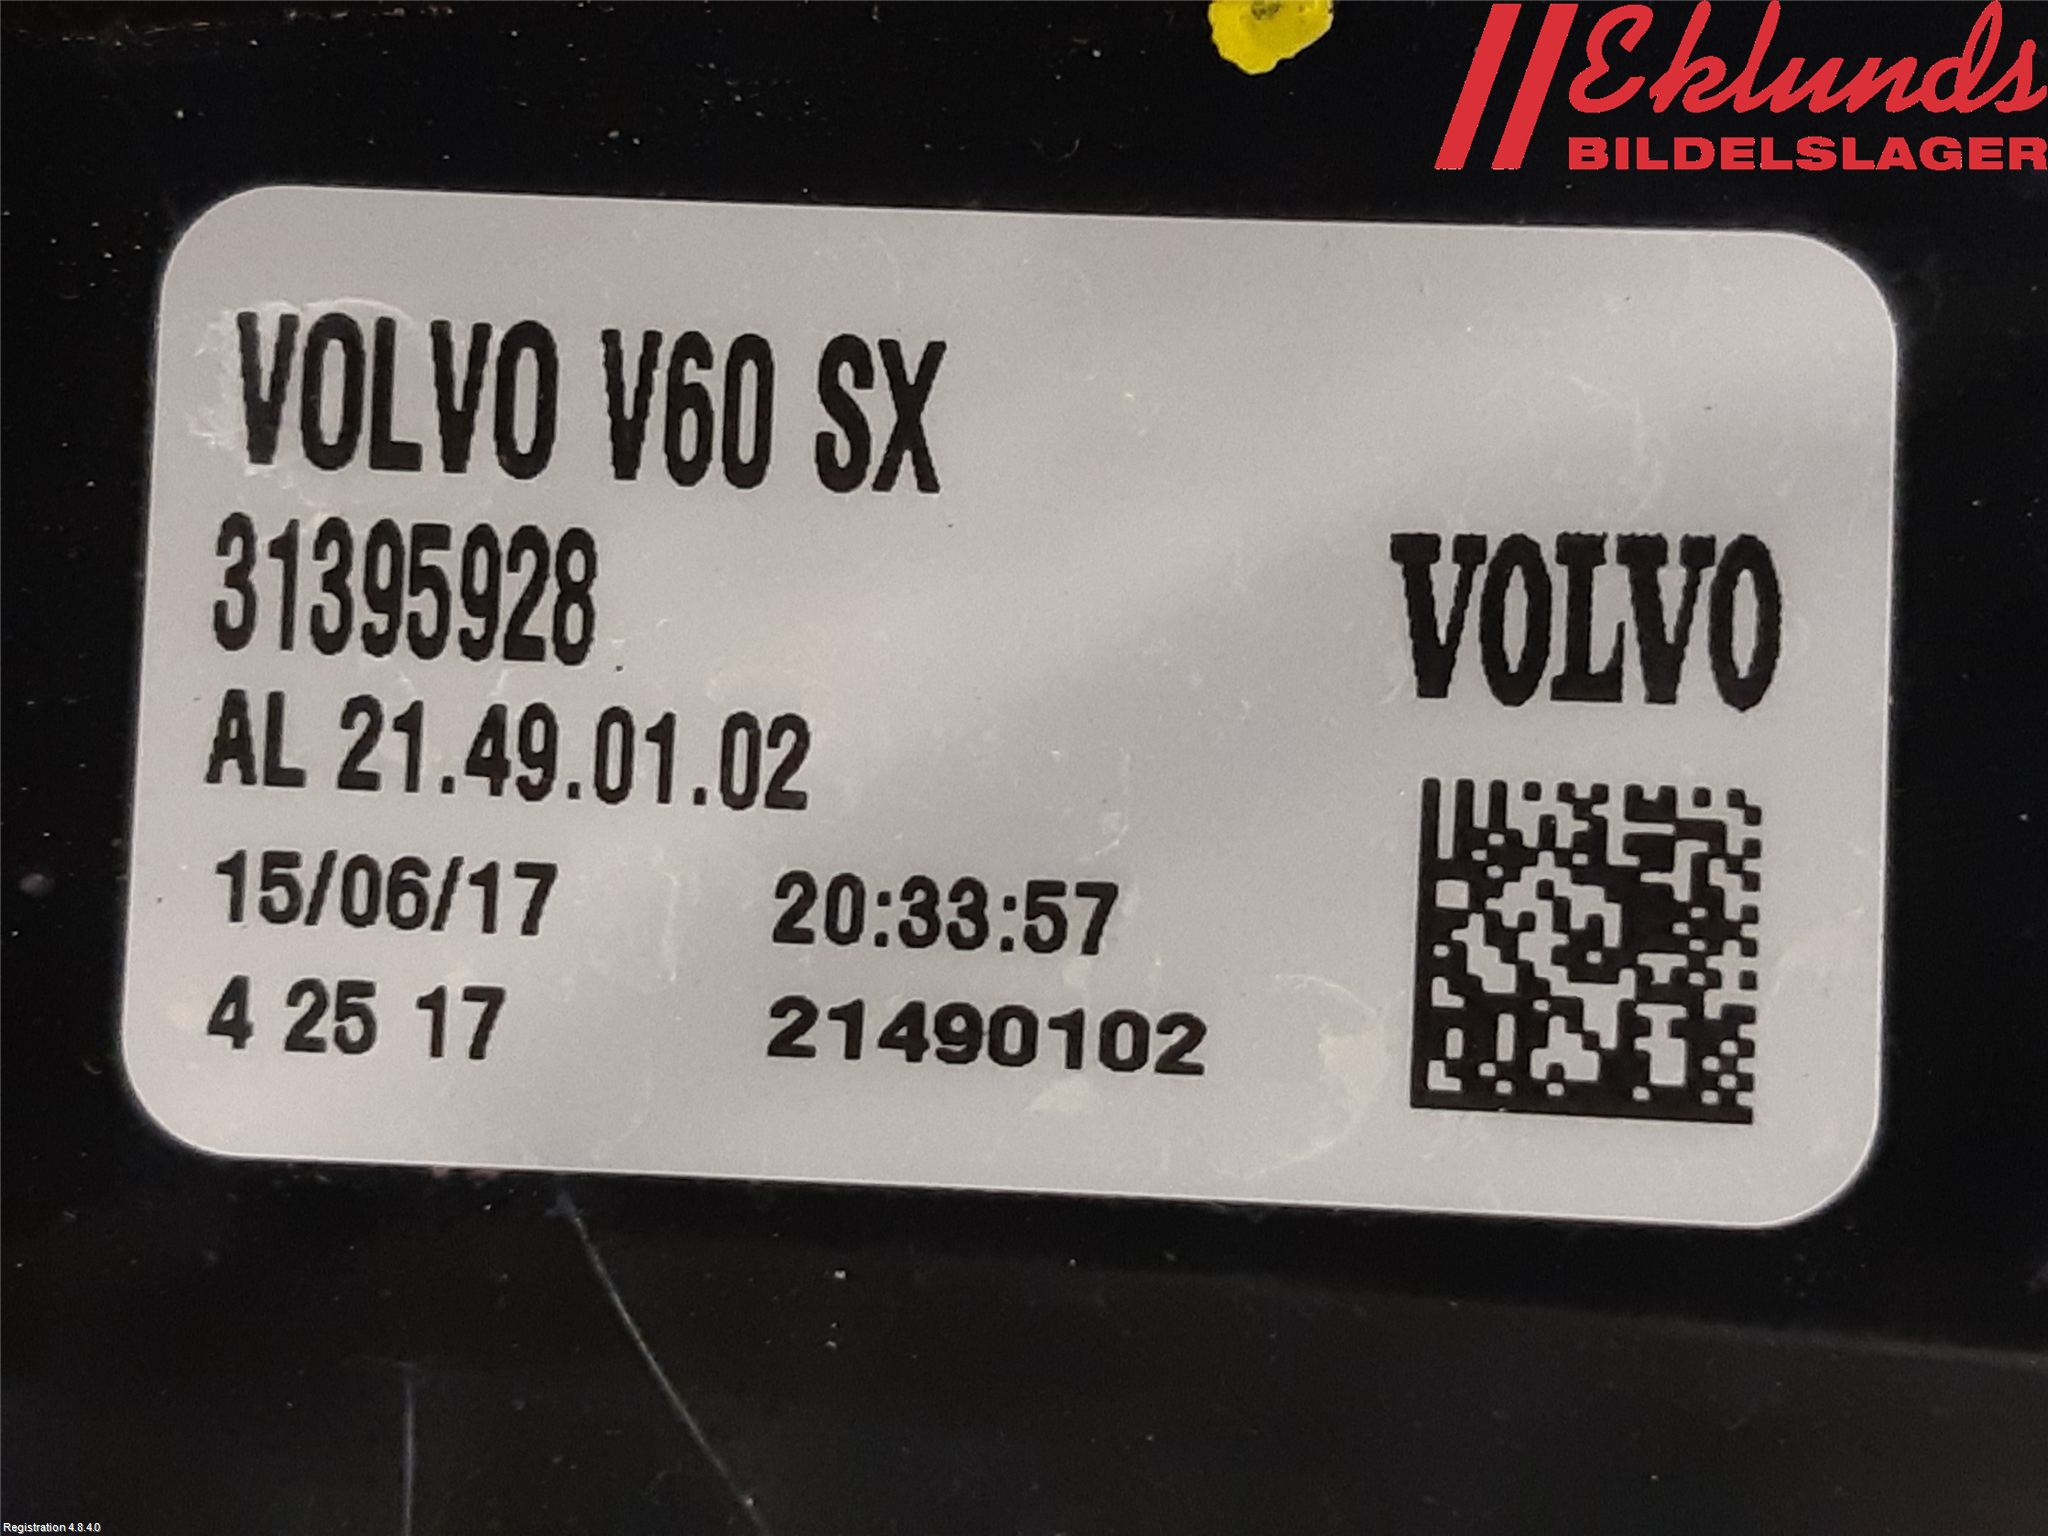 Eklunds
BILDELSLAGER
VOLVO V60 SX
31395928
VOLVO
AL 21.49.01.02
15/06/17 20:33:57
4 25 17 21490102
Registration 4.8.4.0